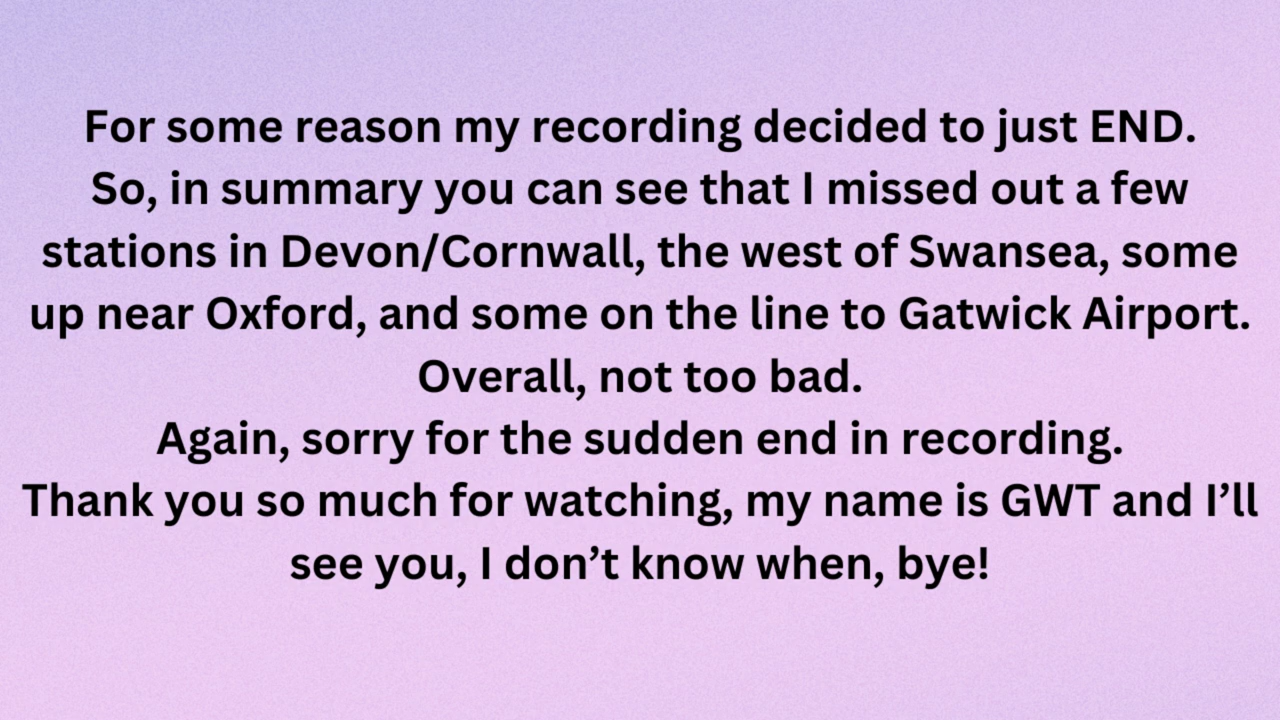 For some reason my recording decided to just END.
So, in summary you can see that I missed out a few
stations in Devon/Cornwall, the west of Swansea, some
up near Oxford, and some on the line to Gatwick Airport.
Overall, not too bad.
Again, sorry for the sudden end in recording.
Thank you so much for watching, my name is GWT and I’ll
see you, I don’t know when, bye!